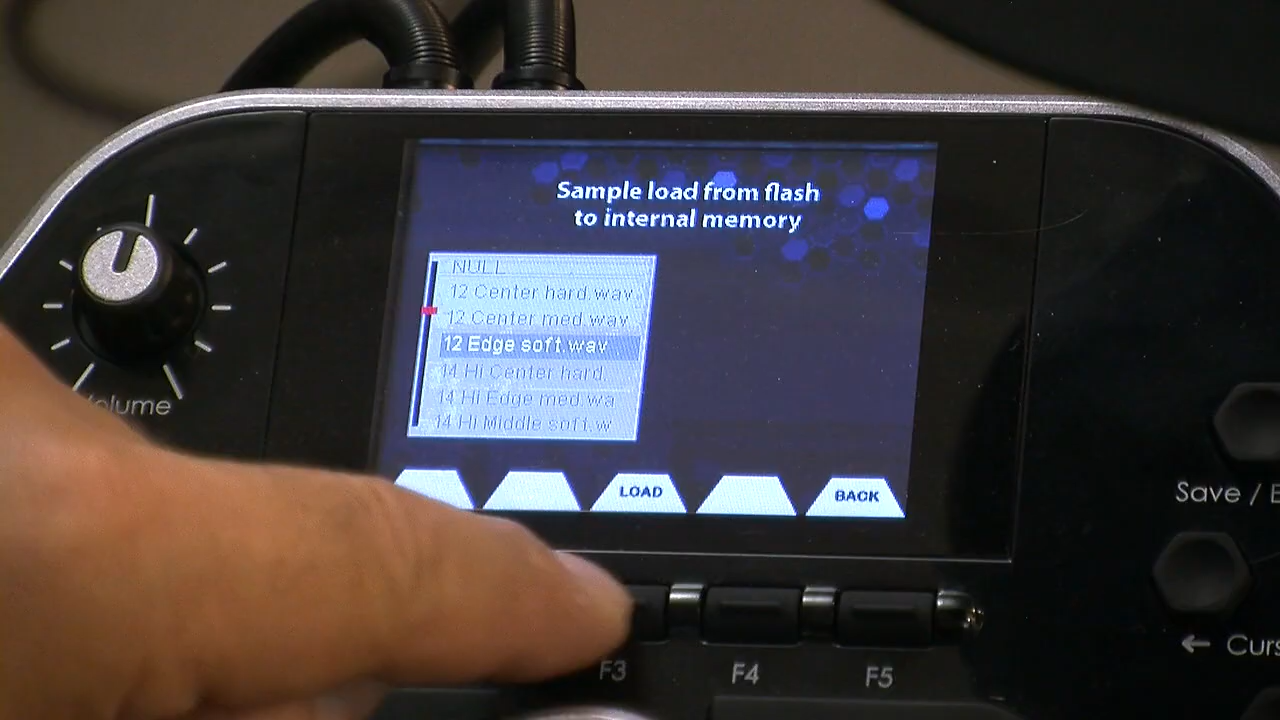 Sample load from flash
to internal memory
NULL
12 Center hard.wav
12 Center med.wav
12 Edge soft.wav
14 Hi Center hard.
14 Hi Edge med.wa
14 Hi Middle soft.w
LOAD
BACK
Volume
Save / E
F3
F4
F5
← Curs